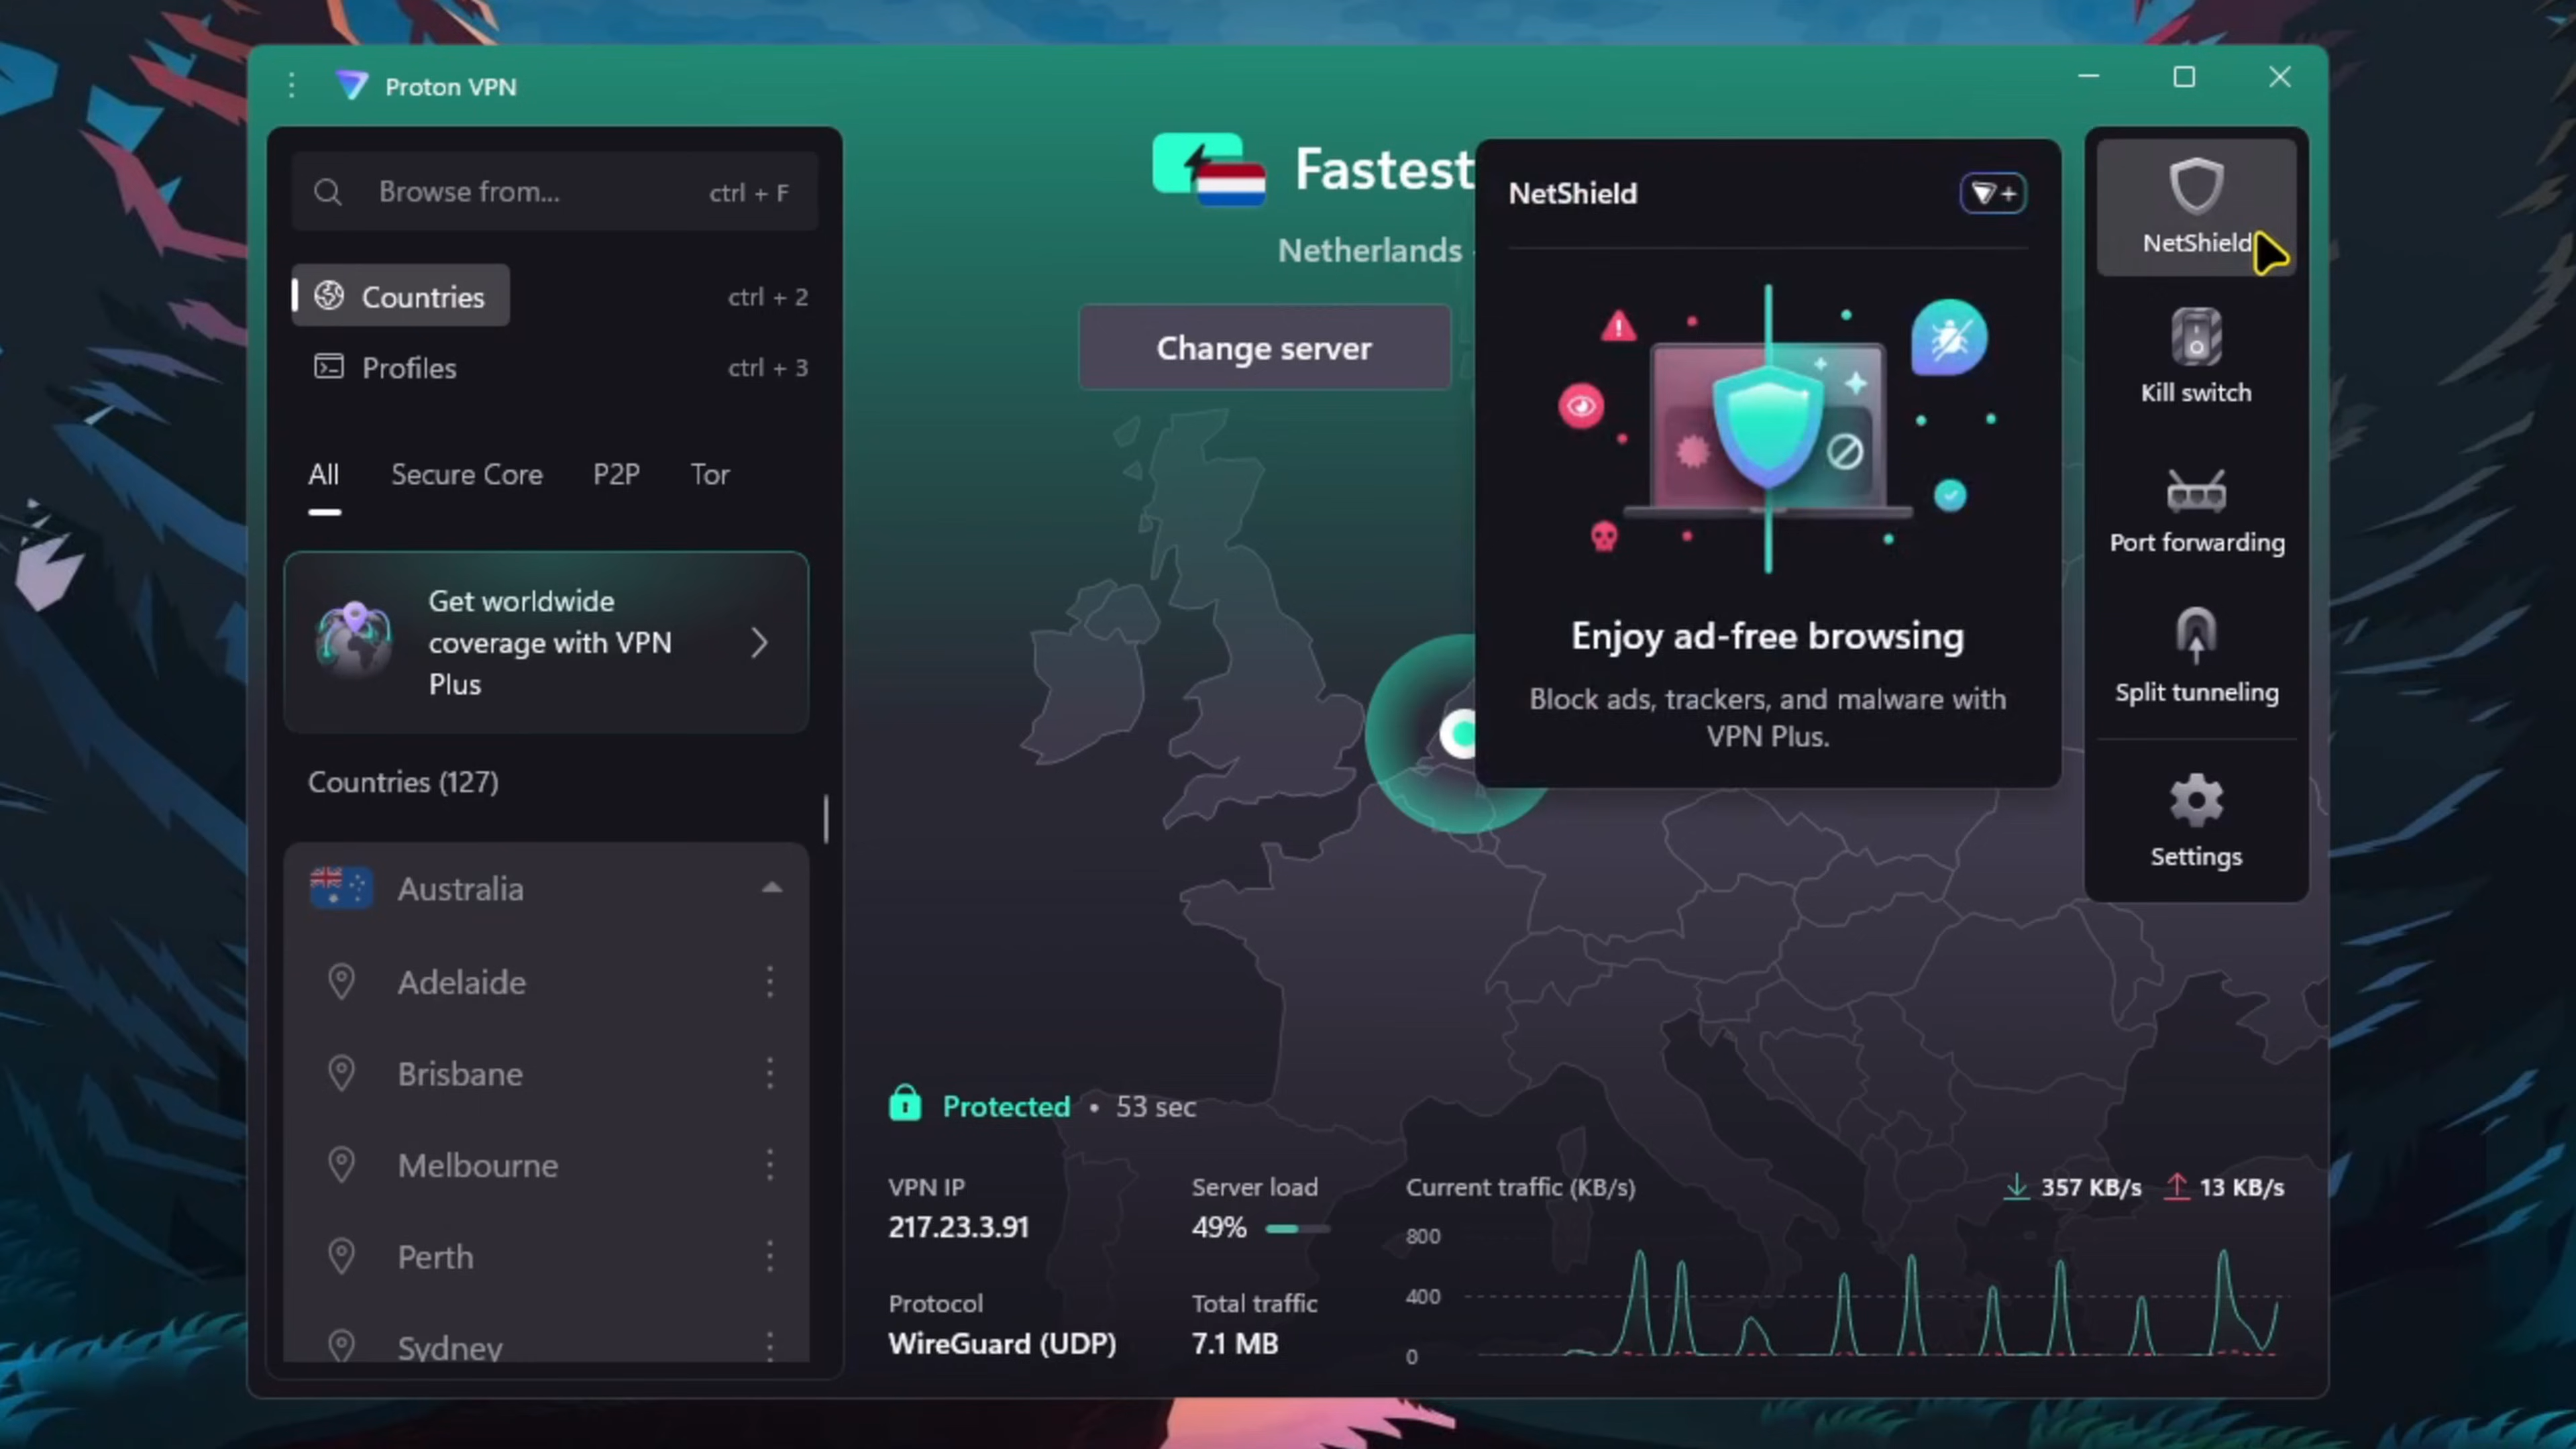 Proton VPN
Browse from...
ctrl + F
Countries
ctrl + 2
Profiles
ctrl + 3
All
Secure Core
P2P
Tor
Get worldwide
coverage with VPN
Plus
Countries (127)
Australia
Adelaide
Brisbane
Melbourne
Perth
Sydney
Fastest
Netherlands
Change server
NetShield
Enjoy ad-free browsing
Block ads, trackers, and malware with
VPN Plus.
NetShield
Kill switch
Port forwarding
Split tunneling
Settings
Protected • 53 sec
VPN IP
217.23.3.91
Server load
49%
Protocol
WireGuard (UDP)
Total traffic
7.1 MB
Current traffic (KB/s)
357 KB/s
13 KB/s
800
400
0